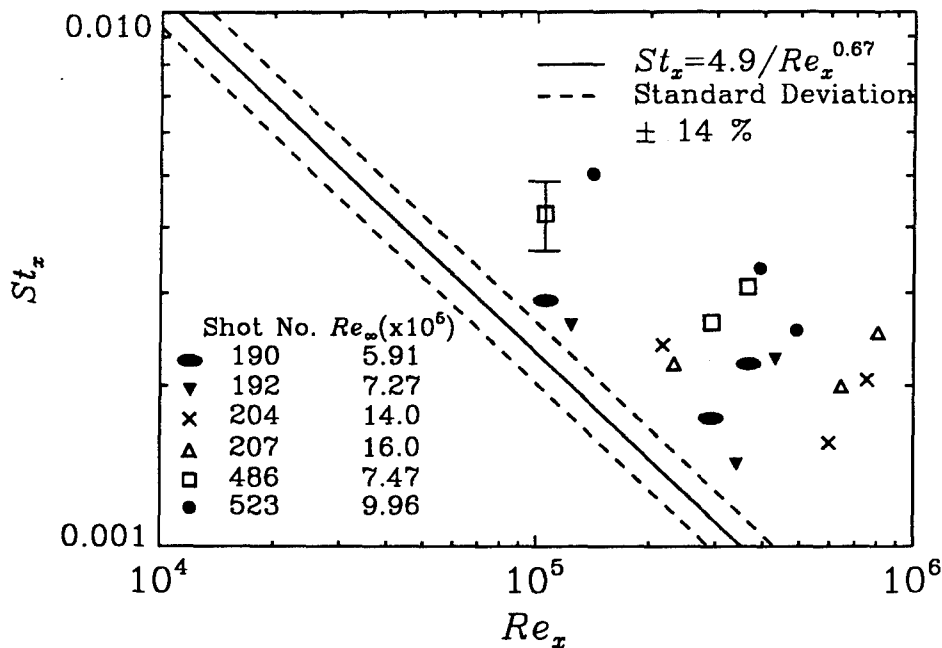 0.010
St_x=4.9/Re_x^0.67
Standard Deviation
± 14 %
St_x
Shot No. Re_∞(x10^6)
190 5.91
192 7.27
204 14.0
207 16.0
486 7.47
523 9.96
0.001
10^4 10^5 10^6
Re_x